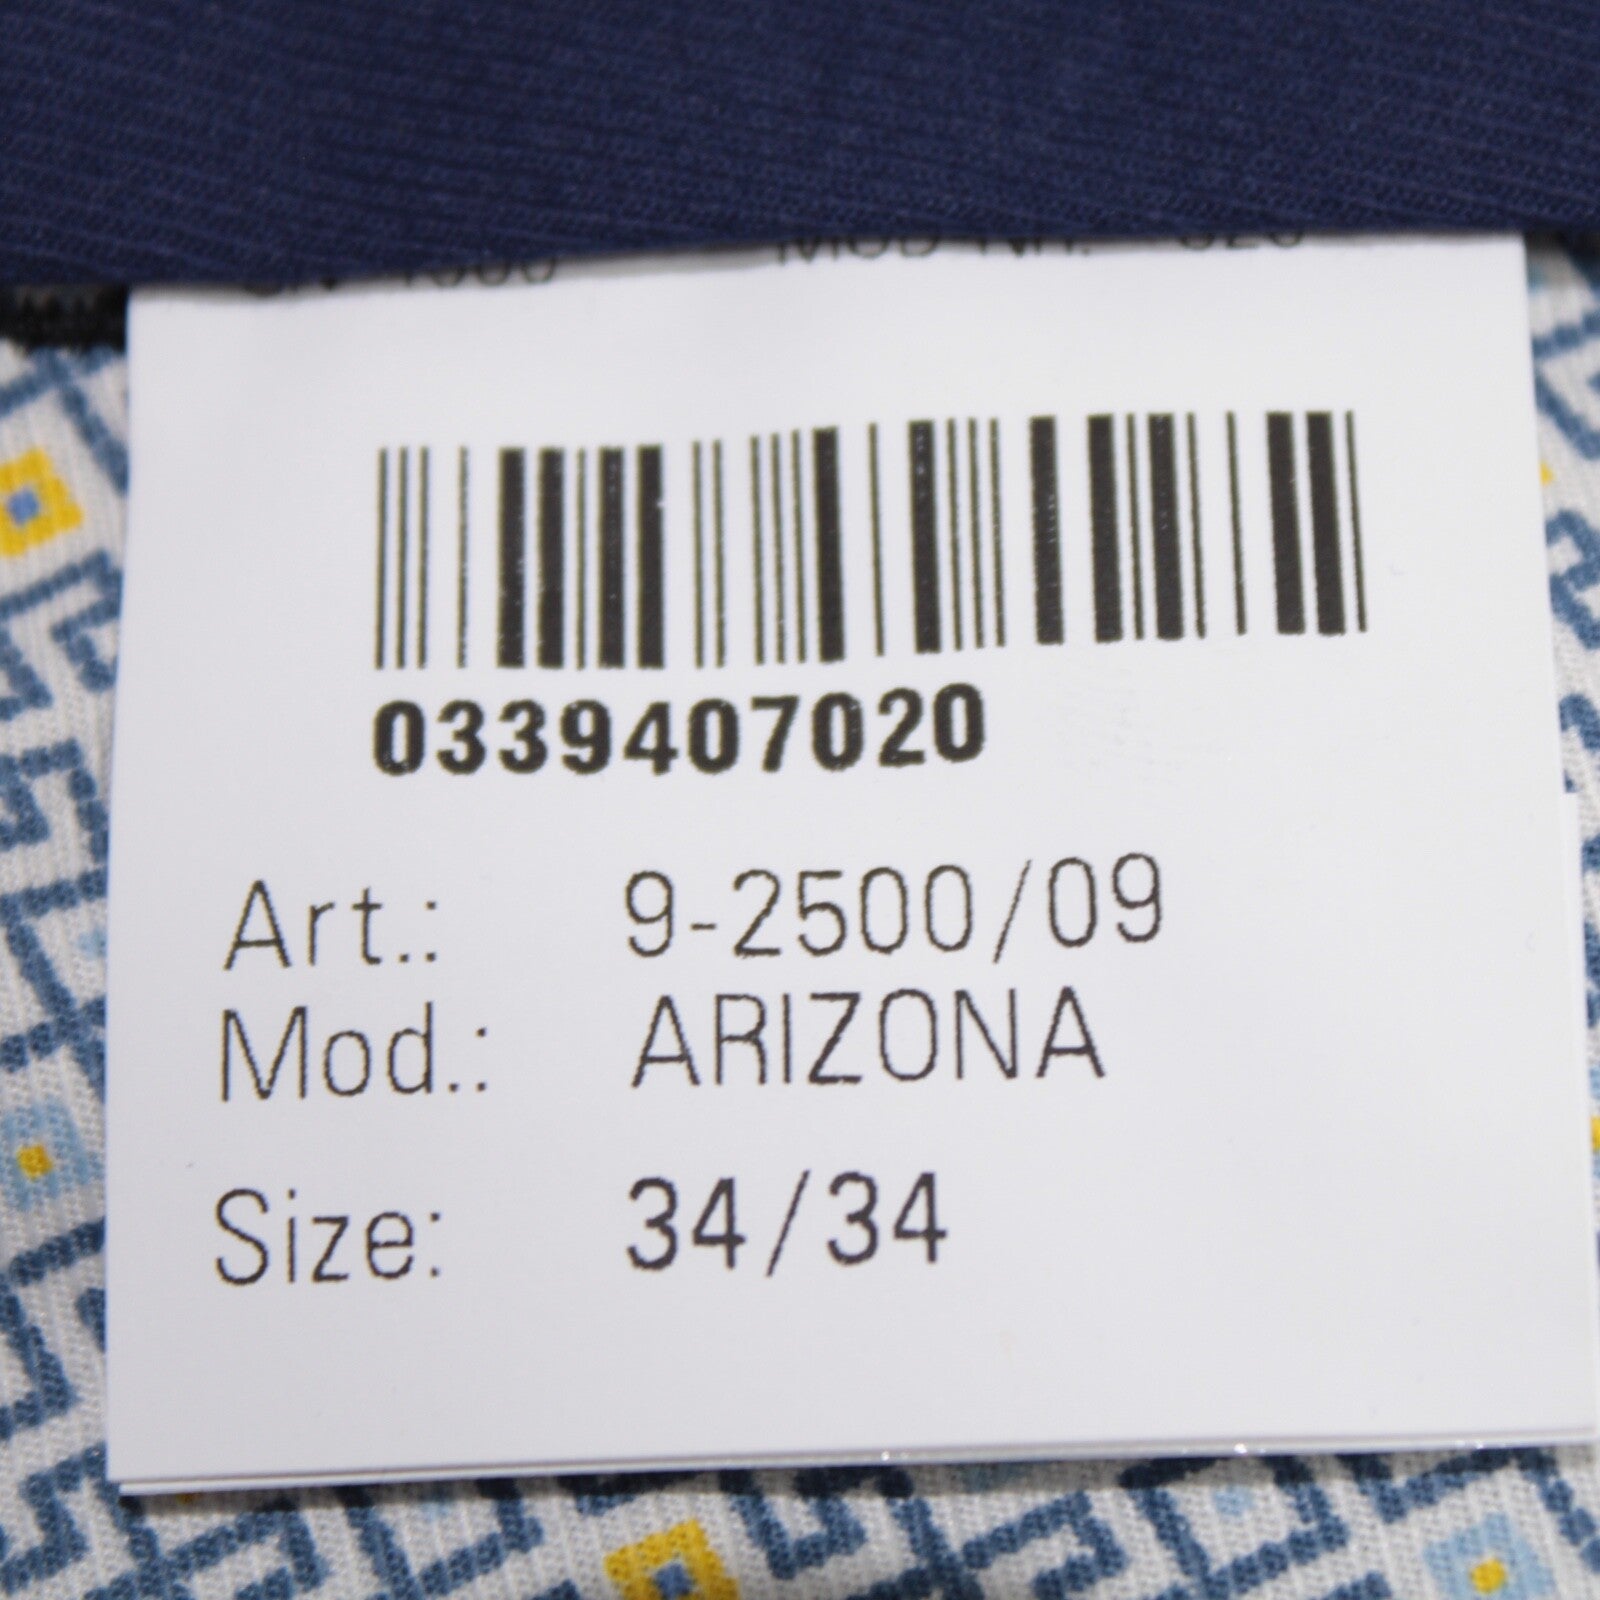 0339407020
Art.: 9-2500/09
Mod.: ARIZONA
Size: 34/34